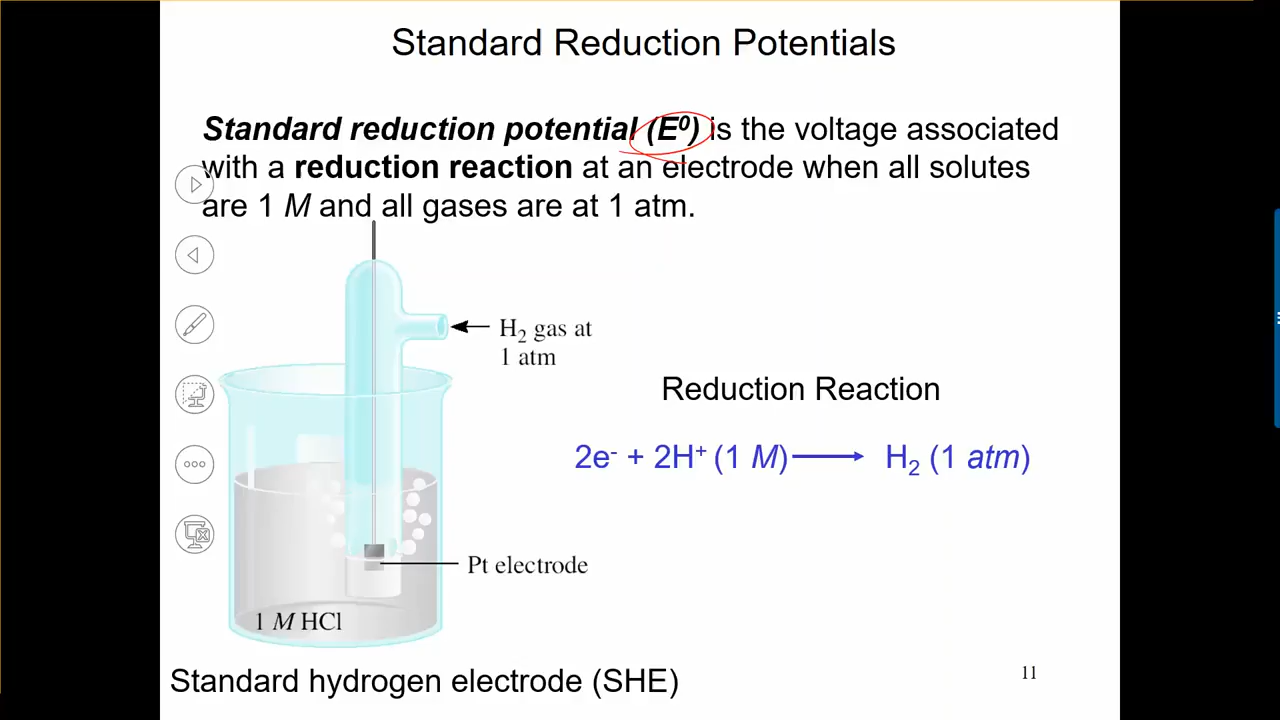 Standard Reduction Potentials
Standard reduction potential (E⁰) is the voltage associated
with a reduction reaction at an electrode when all solutes
are 1 M and all gases are at 1 atm.
H₂ gas at
1 atm
Reduction Reaction
2e⁻ + 2H⁺ (1 M) ⟶ H₂ (1 atm)
Pt electrode
1 M HCl
Standard hydrogen electrode (SHE)
11